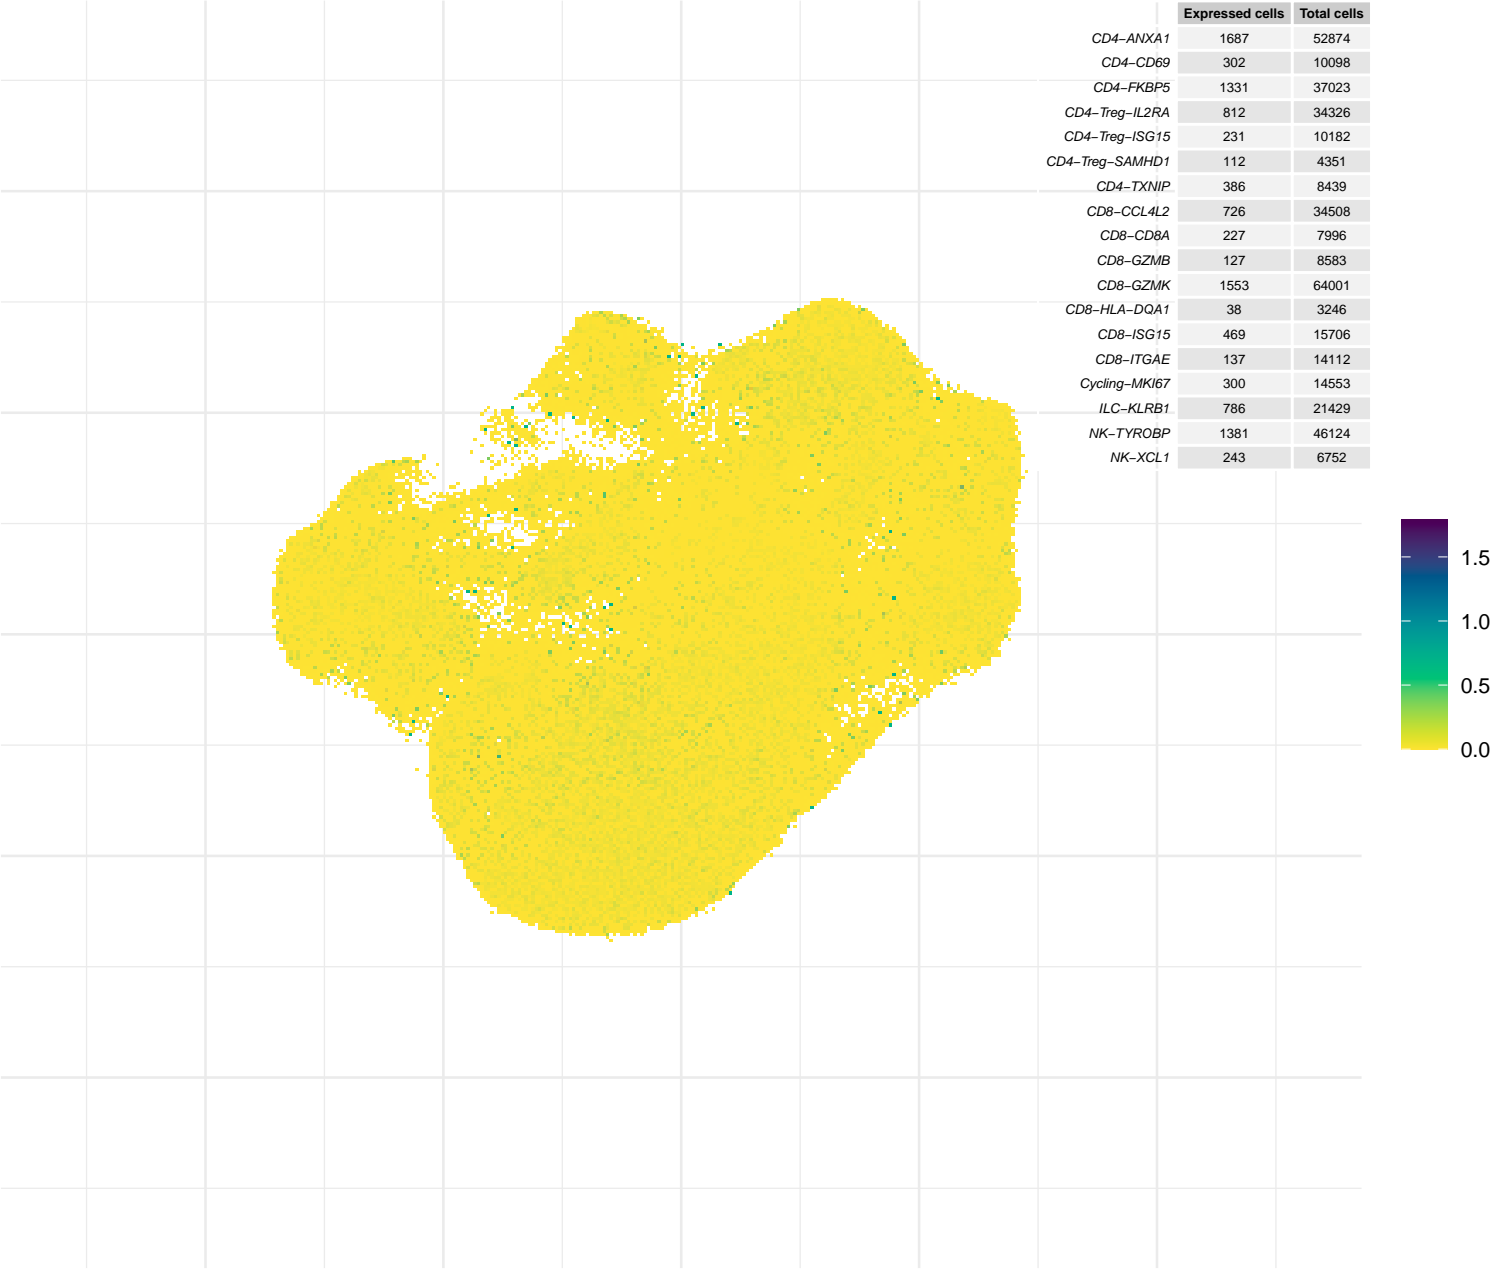 Expressed cells Total cells
CD4−ANXA1 1687 52874
CD4−CD69 302 10098
CD4−FKBP5 1331 37023
CD4−Treg−IL2RA 812 34326
CD4−Treg−ISG15 231 10182
CD4−Treg−SAMHD1 112 4351
CD4−TXNIP 386 8439
CD8−CCL4L2 726 34508
CD8−CD8A 227 7996
CD8−GZMB 127 8583
CD8−GZMK 1553 64001
CD8−HLA−DQA1 38 3246
CD8−ISG15 469 15706
CD8−ITGAE 137 14112
Cycling−MKI67 300 14553
ILC−KLRB1 786 21429
NK−TYROBP 1381 46124
NK−XCL1 243 6752
1.5
1.0
0.5
0.0